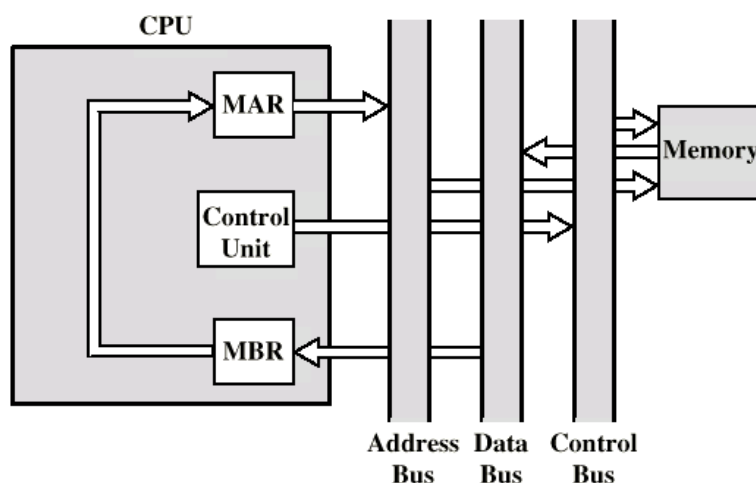 CPU
MAR
Memory
Control
Unit
MBR
Address
Bus
Data
Bus
Control
Bus